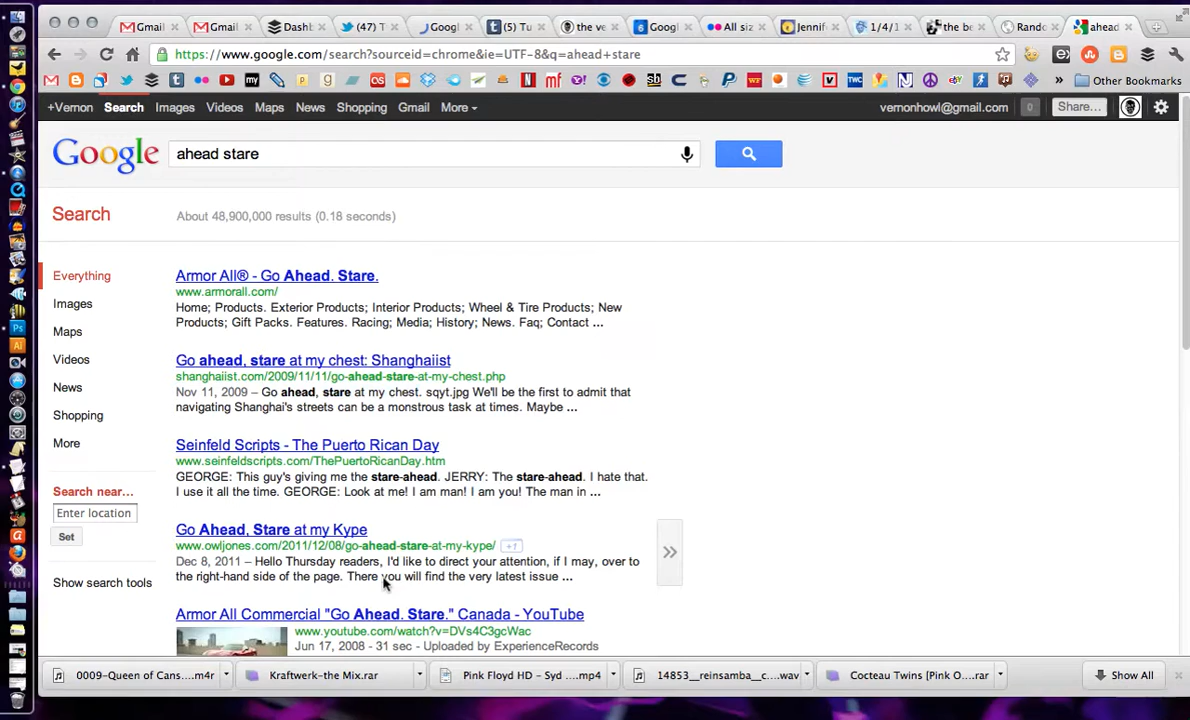 Gmail
Gmail
Dashb
(47) T
Googl
(5) Tu
the ve
Googl
All siz
Jennif
1/4/1
the be
Rando
ahead
https://www.google.com/search?sourceid=chrome&ie=UTF-8&q=ahead+stare
Other Bookmarks
+Vernon Search Images Videos Maps News Shopping Gmail More
vernonhowl@gmail.com 0 Share...
Google
ahead stare
Search
About 48,900,000 results (0.18 seconds)
Everything
Images
Maps
Videos
News
Shopping
More
Search near...
Enter location
Set
Show search tools
Armor All® - Go Ahead. Stare.
www.armorall.com/
Home; Products. Exterior Products; Interior Products; Wheel & Tire Products; New
Products; Gift Packs. Features. Racing; Media; History; News. Faq; Contact ...
Go ahead, stare at my chest: Shanghaiist
shanghaiist.com/2009/11/11/go-ahead-stare-at-my-chest.php
Nov 11, 2009 – Go ahead, stare at my chest. sqyt.jpg We'll be the first to admit that
navigating Shanghai's streets can be a monstrous task at times. Maybe ...
Seinfeld Scripts - The Puerto Rican Day
www.seinfeldscripts.com/ThePuertoRicanDay.htm
GEORGE: This guy's giving me the stare-ahead. JERRY: The stare-ahead. I hate that.
I use it all the time. GEORGE: Look at me! I am man! I am you! The man in ...
Go Ahead, Stare at my Kype
www.owljones.com/2011/12/08/go-ahead-stare-at-my-kype/ +1
Dec 8, 2011 – Hello Thursday readers, I'd like to direct your attention, if I may, over to
the right-hand side of the page. There you will find the very latest issue ...
Armor All Commercial "Go Ahead. Stare." Canada - YouTube
www.youtube.com/watch?v=DVs4C3gcWac
Jun 17, 2008 - 31 sec - Uploaded by ExperienceRecords
0009-Queen of Cans....m4r
Kraftwerk-the Mix.rar
Pink Floyd HD - Syd ....mp4
14853__reinsamba__c....wav
Cocteau Twins [Pink O....rar
Show All